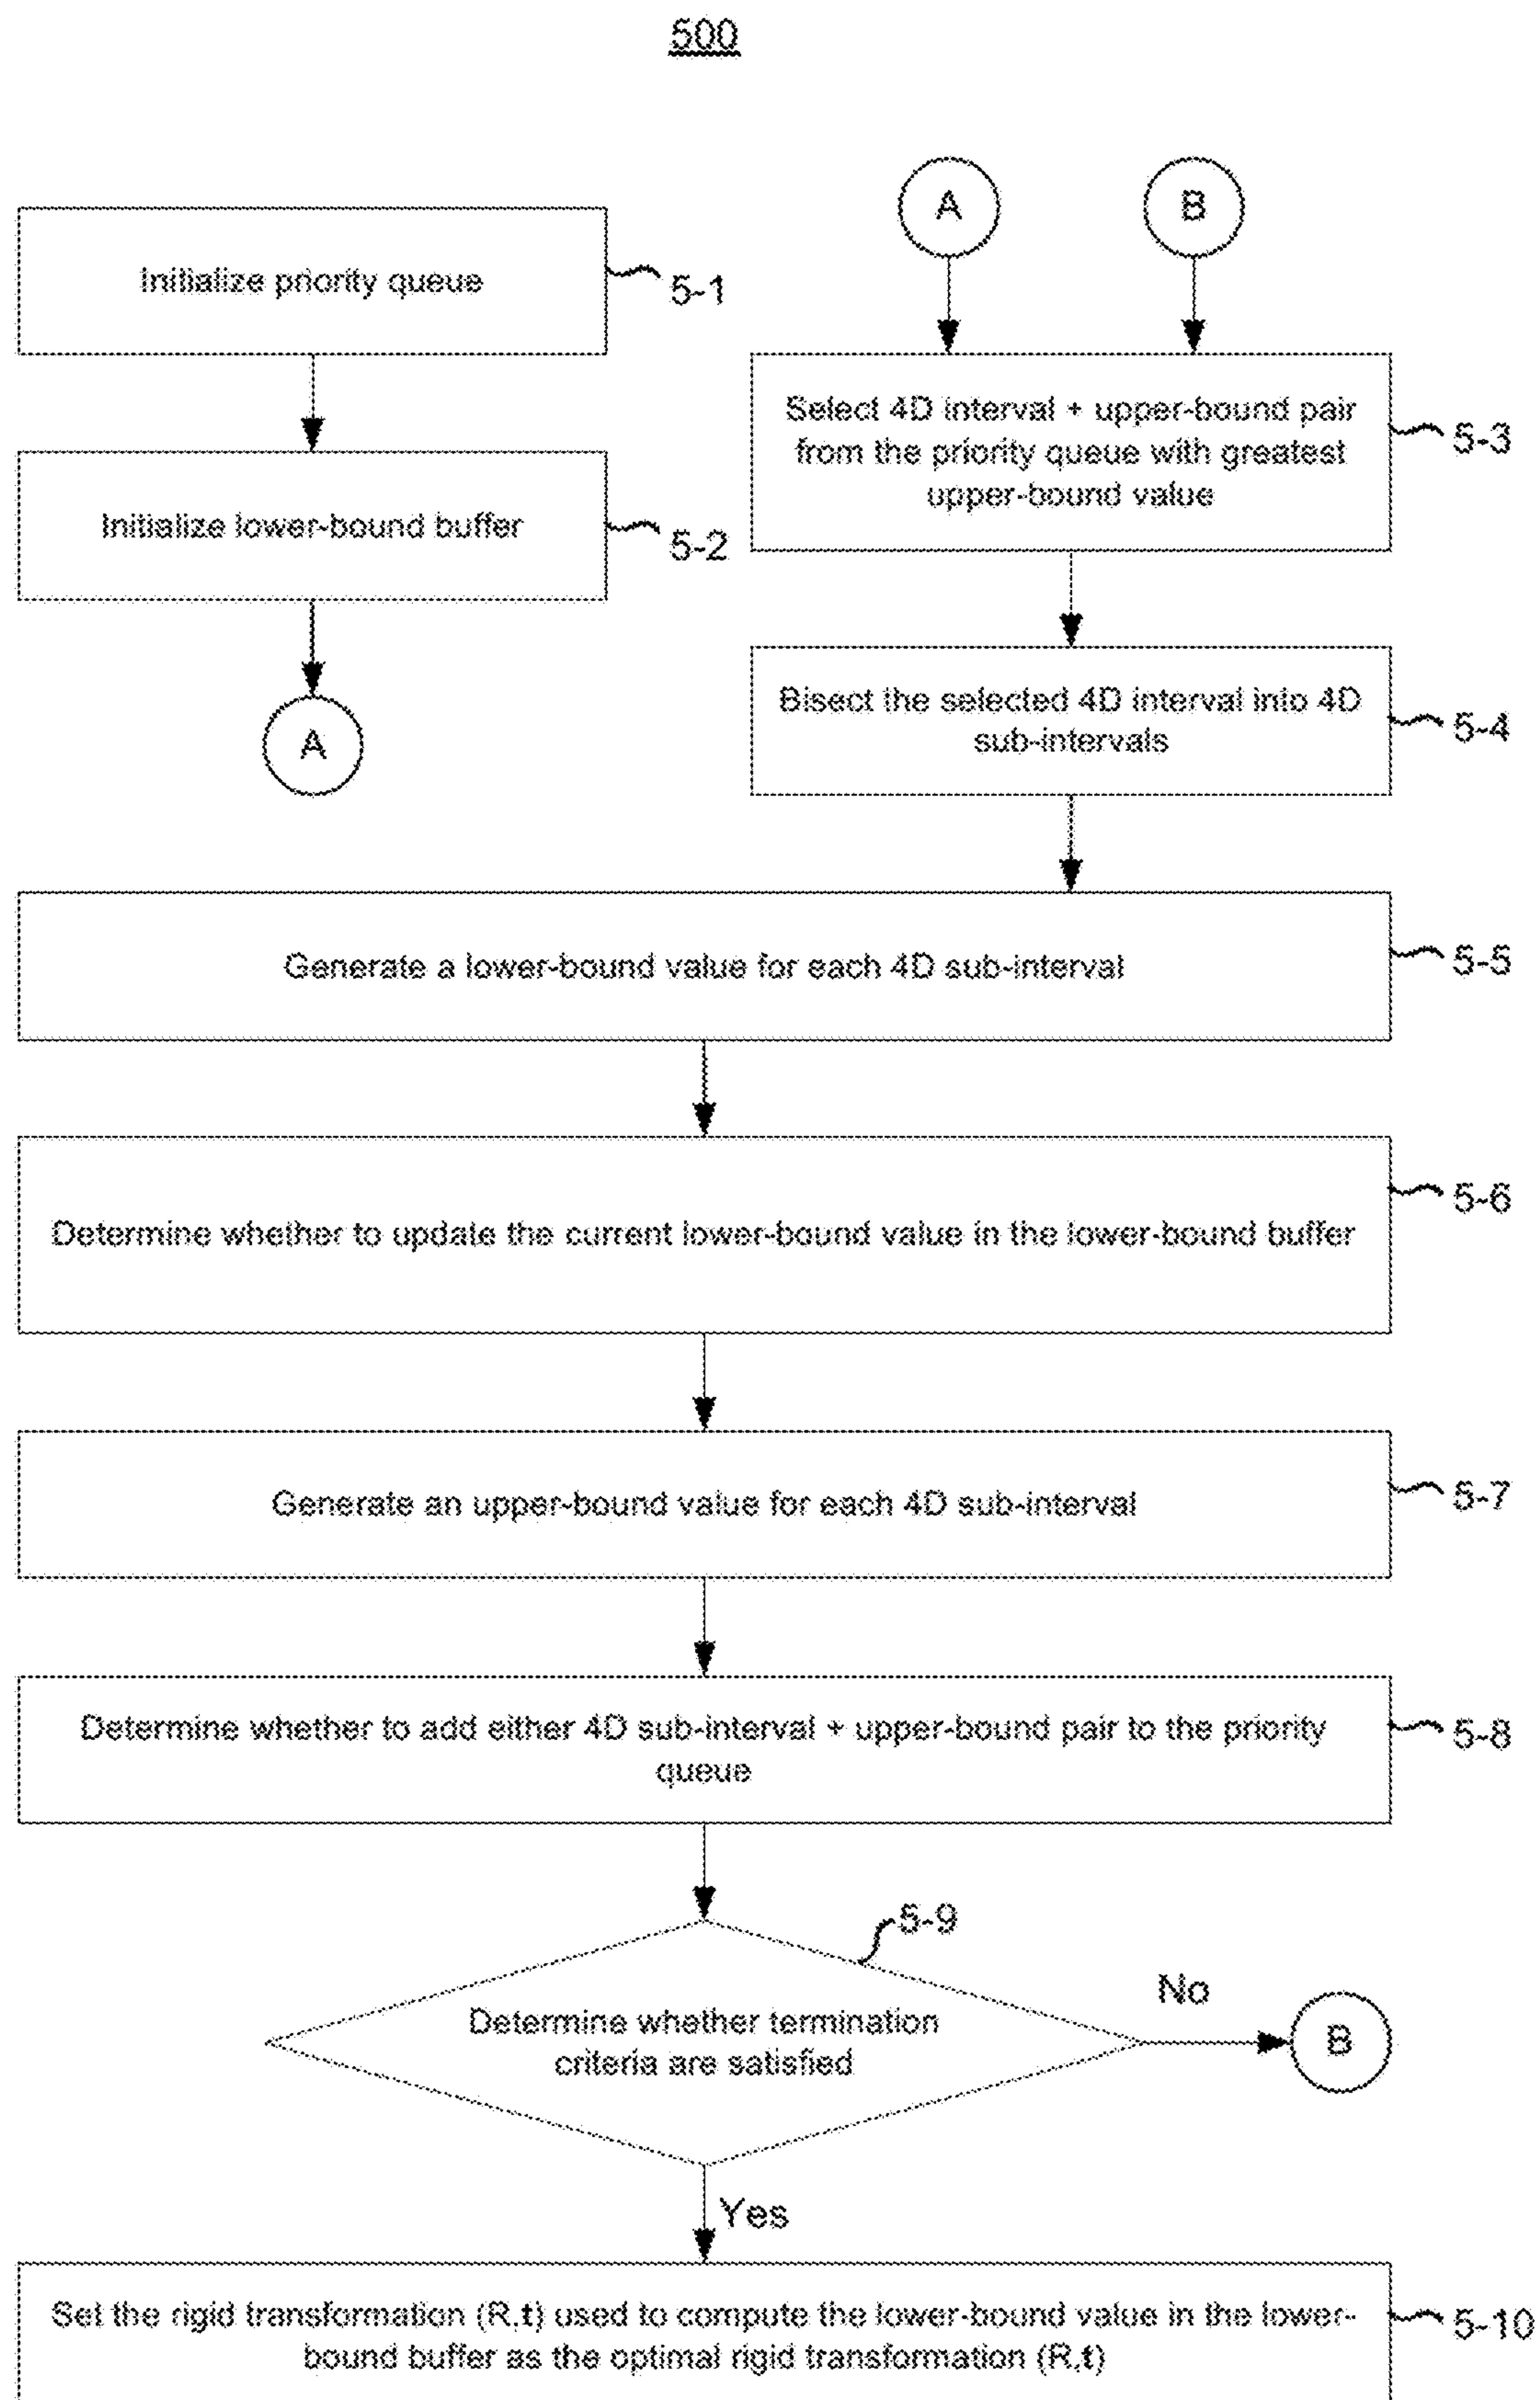 500
Initialize priority queue
5-1
Initialize lower-bound buffer
5-2
A
A
B
Select 4D interval + upper-bound pair
from the priority queue with greatest
upper-bound value
5-3
Bisect the selected 4D interval into 4D
sub-intervals
5-4
Generate a lower-bound value for each 4D sub-interval
5-5
Determine whether to update the current lower-bound value in the lower-bound buffer
5-6
Generate an upper-bound value for each 4D sub-interval
5-7
Determine whether to add either 4D sub-interval + upper-bound pair to the priority
queue
5-8
5-9
Determine whether termination
criteria are satisfied
No
B
Yes
Set the rigid transformation (R,t) used to compute the lower-bound value in the lower-
bound buffer as the optimal rigid transformation (R,t)
5-10